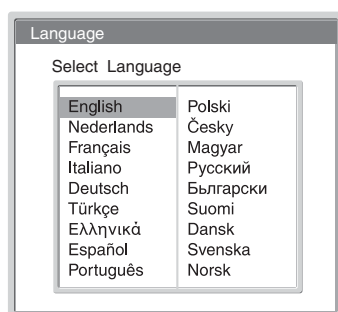 Language
Select Language
English
Nederlands
Français
Italiano
Deutsch
Türkçe
Ελληνικά
Español
Português
Polski
Česky
Magyar
Русский
Бьлгарски
Suomi
Dansk
Svenska
Norsk